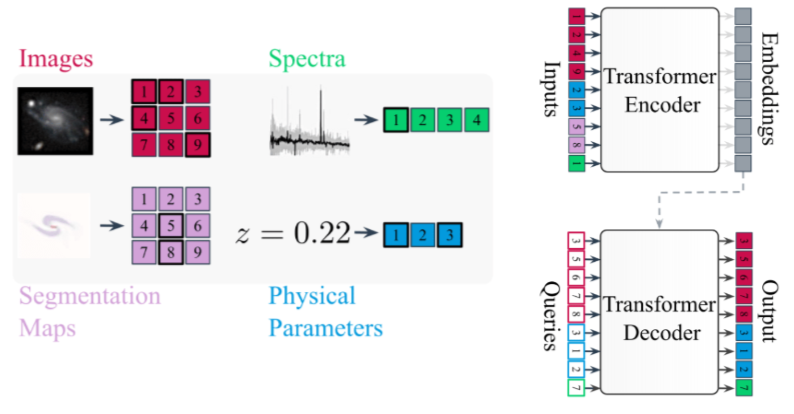 Images
Spectra
1 2 3
4 5 6
7 8 9
1 2 3 4
1 2 3
4 5 6
7 8 9
z = 0.22
1 2 3
Segmentation
Maps
Physical
Parameters
Inputs
1
2
4
9
2
3
5
8
1
Transformer
Encoder
Embeddings
Queries
3
5
6
7
8
3
1
2
7
Transformer
Decoder
3
5
6
7
8
3
1
2
7
Output